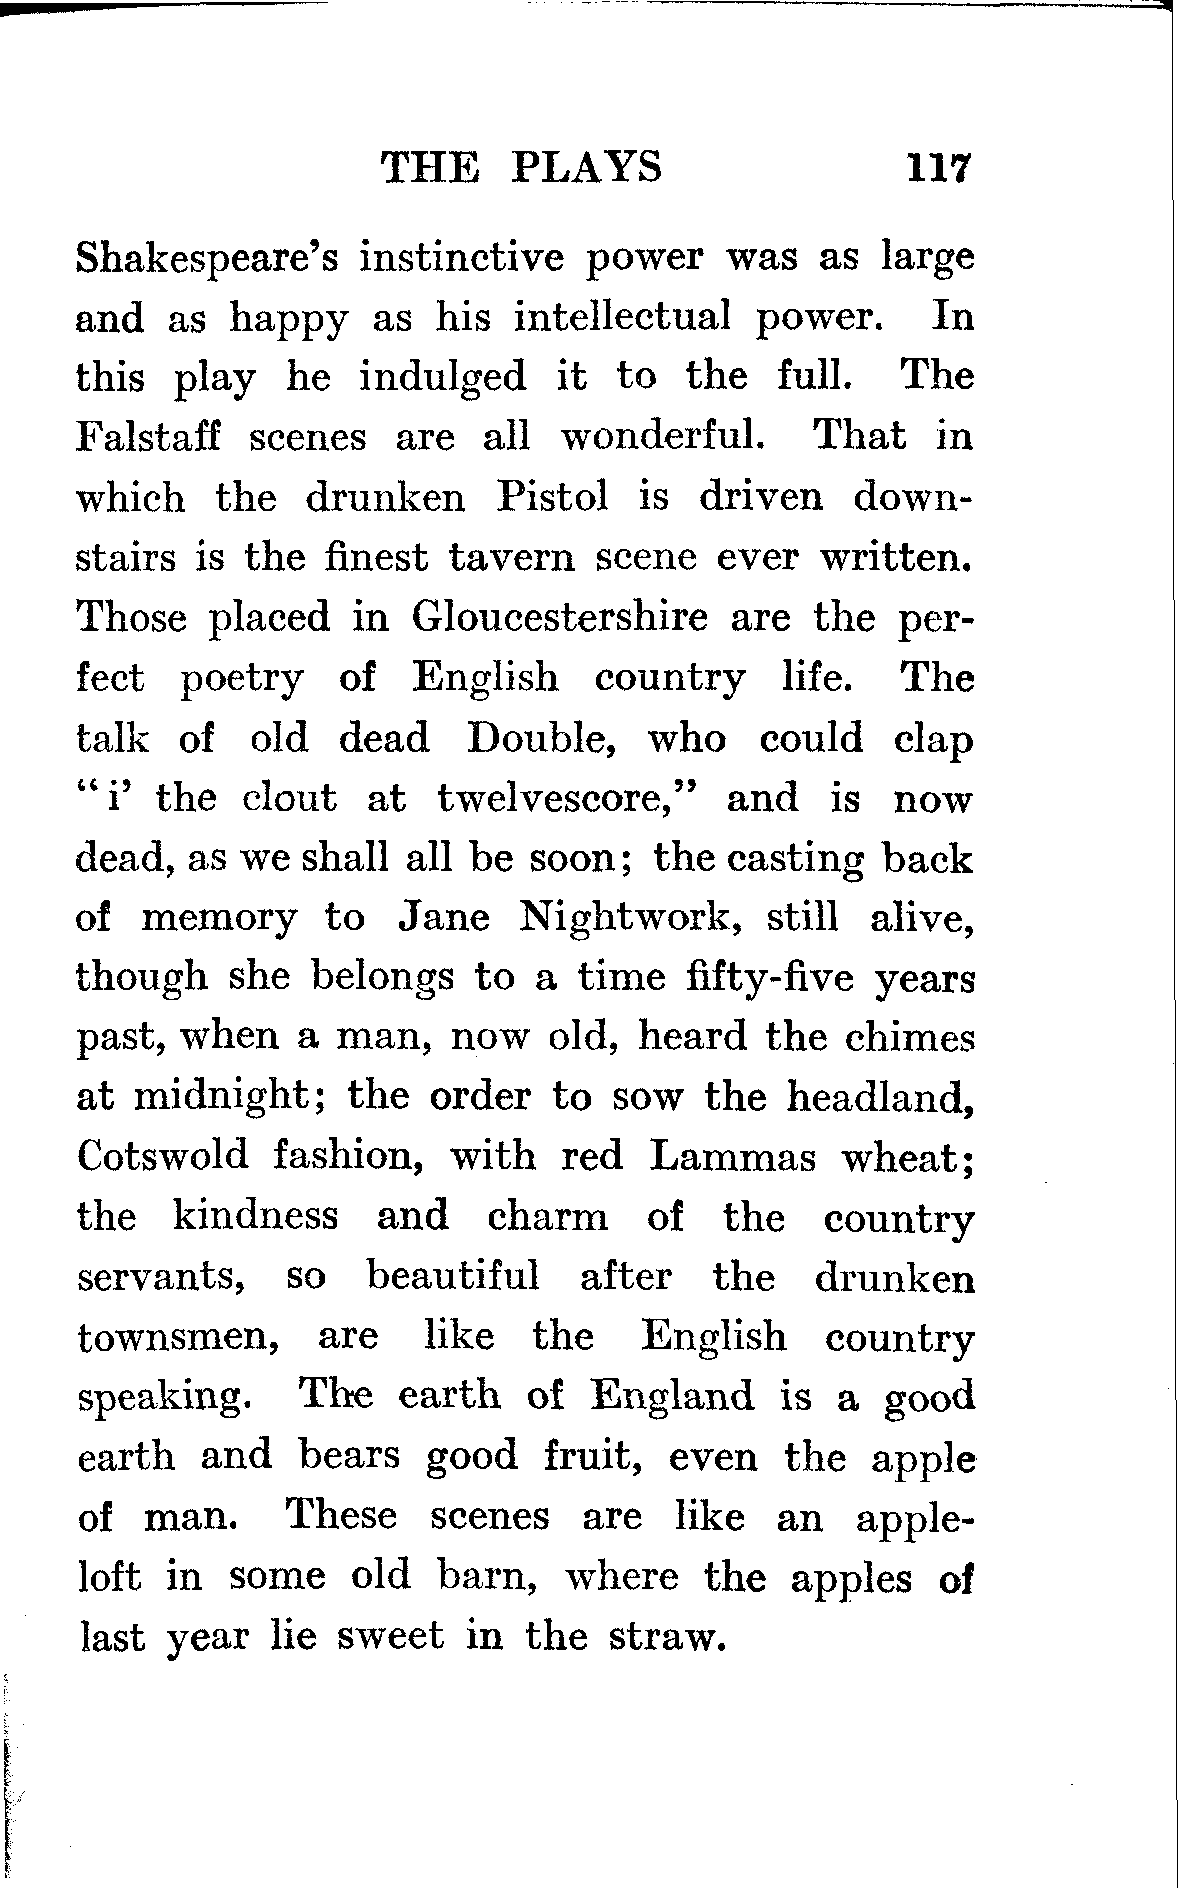 THE PLAYS 117
Shakespeare's instinctive power was as large
and as happy as his intellectual power. In
this play he indulged it to the full. The
Falstaff scenes are all wonderful. That in
which the drunken Pistol is driven down-
stairs is the finest tavern scene ever written.
Those placed in Gloucestershire are the per-
fect poetry of English country life. The
talk of old dead Double, who could clap
"i' the clout at twelvescore," and is now
dead, as we shall all be soon; the casting back
of memory to Jane Nightwork, still alive,
though she belongs to a time fifty-five years
past, when a man, now old, heard the chimes
at midnight; the order to sow the headland,
Cotswold fashion, with red Lammas wheat;
the kindness and charm of the country
servants, so beautiful after the drunken
townsmen, are like the English country
speaking. The earth of England is a good
earth and bears good fruit, even the apple
of man. These scenes are like an apple-
loft in some old barn, where the apples of
last year lie sweet in the straw.